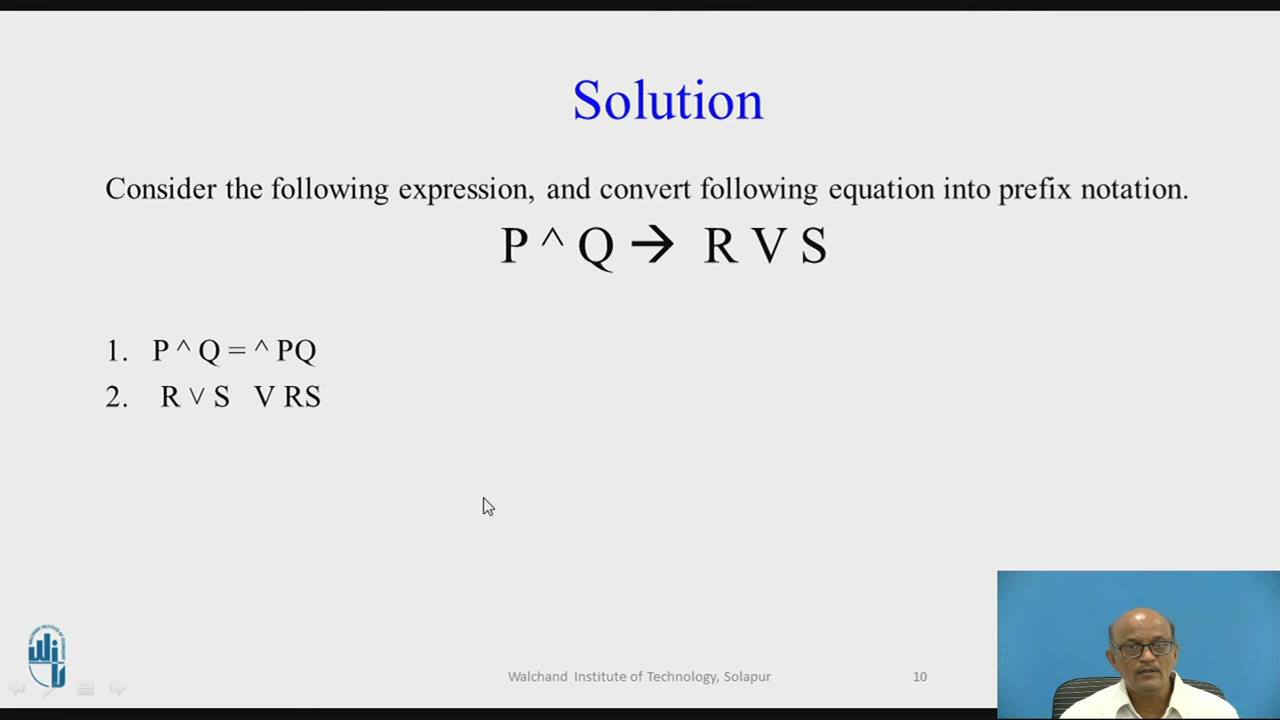 Solution
Consider the following expression, and convert following equation into prefix notation.
P ^ Q → R V S
1. P ^ Q = ^ PQ
2. R ˅ S V RS
Walchand Institute of Technology, Solapur 10